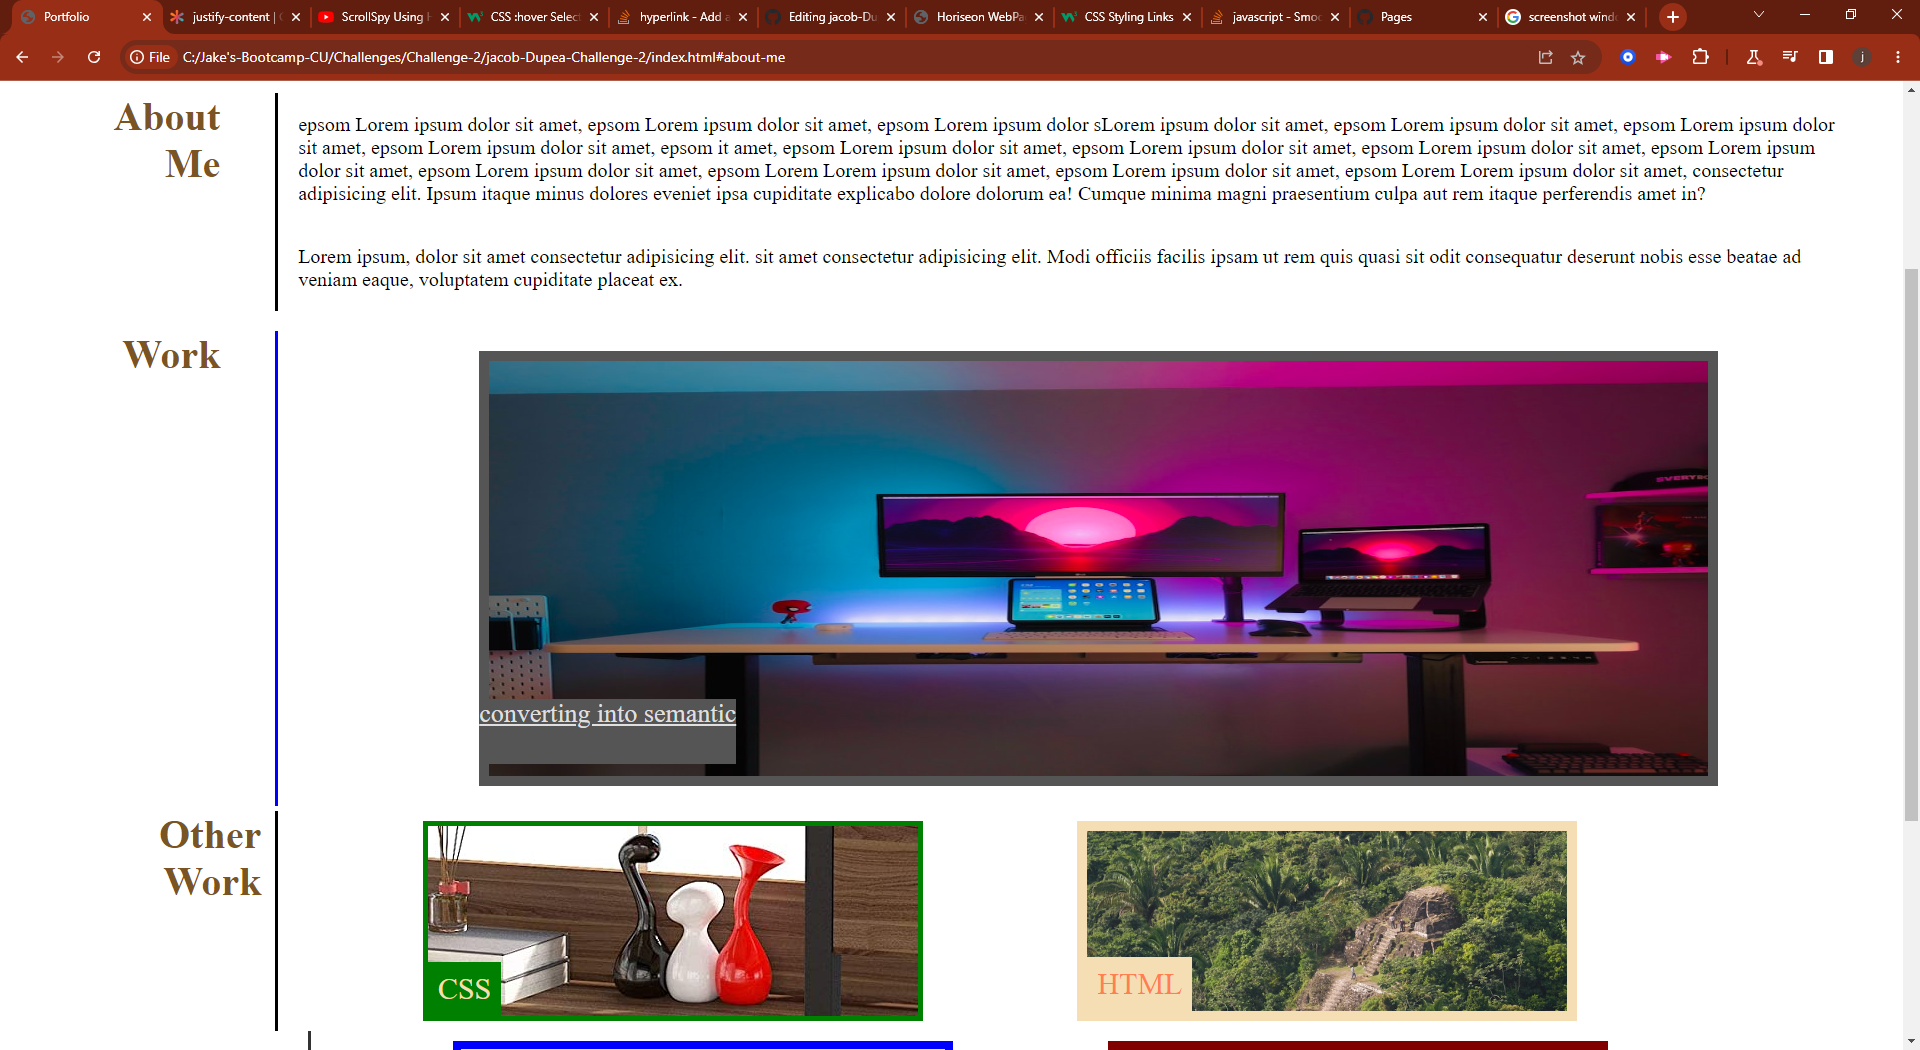 Portfolio
justify-content |
ScrollSpy Using
CSS :hover Selec
hyperlink - Add
Editing jacob-Du
Horiseon WebPa
CSS Styling Links
javascript - Smoo
Pages
screenshot wind
File
C:/Jake's-Bootcamp-CU/Challenges/Challenge-2/jacob-Dupea-Challenge-2/index.html#about-me
j
About
Me
epsom Lorem ipsum dolor sit amet, epsom Lorem ipsum dolor sit amet, epsom Lorem ipsum dolor sLorem ipsum dolor sit amet, epsom Lorem ipsum dolor sit amet, epsom Lorem ipsum dolor
sit amet, epsom Lorem ipsum dolor sit amet, epsom it amet, epsom Lorem ipsum dolor sit amet, epsom Lorem ipsum dolor sit amet, epsom Lorem ipsum dolor sit amet, epsom Lorem ipsum
dolor sit amet, epsom Lorem ipsum dolor sit amet, epsom Lorem Lorem ipsum dolor sit amet, epsom Lorem ipsum dolor sit amet, epsom Lorem Lorem ipsum dolor sit amet, consectetur
adipisicing elit. Ipsum itaque minus dolores eveniet ipsa cupiditate explicabo dolore dolorum ea! Cumque minima magni praesentium culpa aut rem itaque perferendis amet in?
Lorem ipsum, dolor sit amet consectetur adipisicing elit. sit amet consectetur adipisicing elit. Modi officiis facilis ipsam ut rem quis quasi sit odit consequatur deserunt nobis esse beatae ad
veniam eaque, voluptatem cupiditate placeat ex.
Work
converting into semantic
Other
Work
CSS
HTML